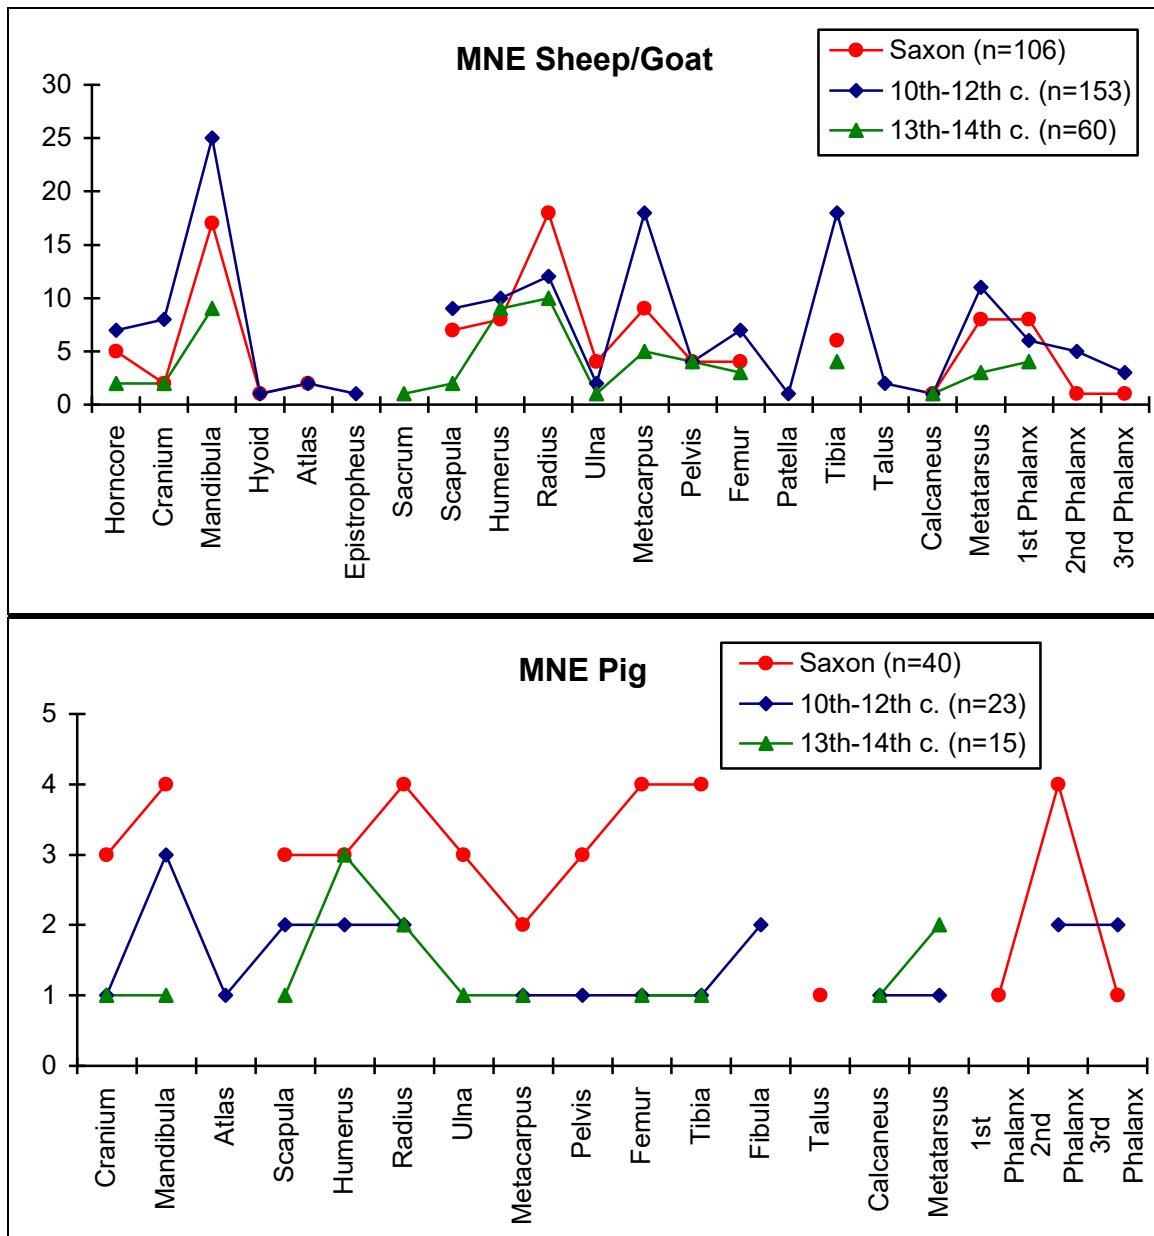 MNE Sheep/Goat
Saxon (n=106)
10th-12th c. (n=153)
13th-14th c. (n=60)
30
25
20
15
10
5
0
Horncore
Cranium
Mandibula
Hyoid
Atlas
Epistropheus
Sacrum
Scapula
Humerus
Radius
Ulna
Metacarpus
Pelvis
Femur
Patella
Tibia
Talus
Calcaneus
Metatarsus
1st Phalanx
2nd Phalanx
3rd Phalanx
MNE Pig
Saxon (n=40)
10th-12th c. (n=23)
13th-14th c. (n=15)
5
4
3
2
1
0
Cranium
Mandibula
Atlas
Scapula
Humerus
Radius
Ulna
Metacarpus
Pelvis
Femur
Tibia
Fibula
Talus
Calcaneus
Metatarsus
1st
Phalanx
2nd
Phalanx
3rd
Phalanx